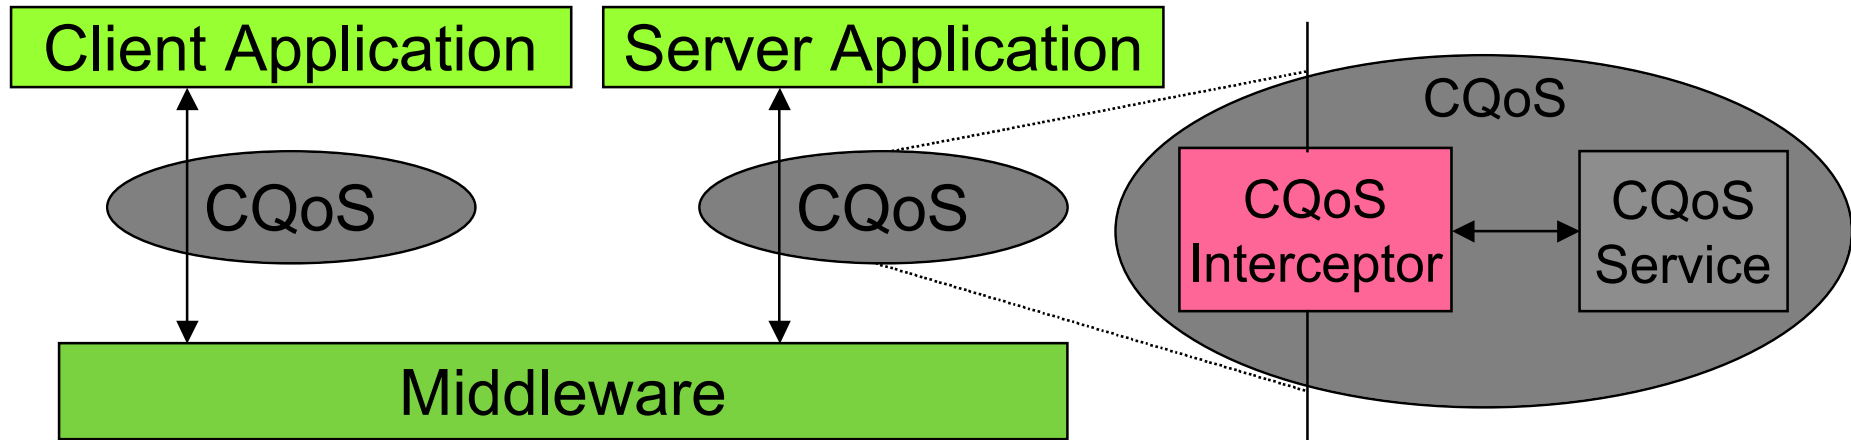 Client Application
Server Application
CQoS
CQoS
Middleware
CQoS
CQoS
Interceptor
CQoS
Service